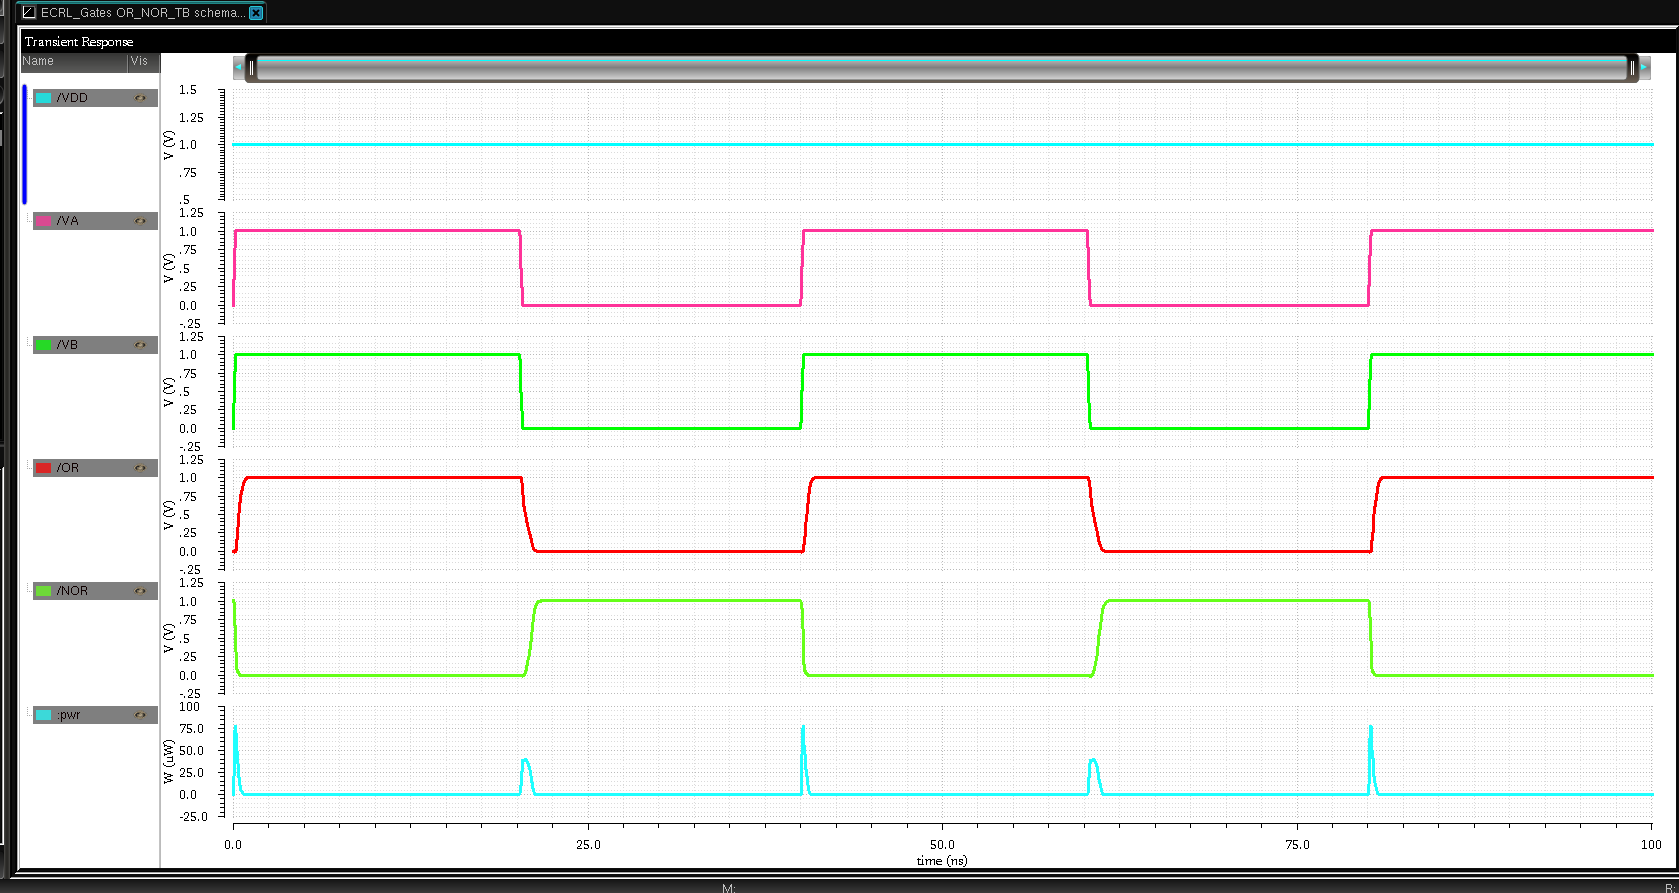 ECRL_Gates OR_NOR_TB schema...
Transient Response
Name Vis
/VDD
1.5
1.25
1.0
.75
.5
V (V)
/VA
1.25
1.0
.75
.5
.25
0.0
-.25
V (V)
/VB
1.25
1.0
.75
.5
.25
0.0
-.25
V (V)
/OR
1.25
1.0
.75
.5
.25
0.0
-.25
V (V)
/NOR
1.25
1.0
.75
.5
.25
0.0
-.25
V (V)
:pwr
100
75.0
50.0
25.0
0.0
-25.0
W (uW)
0.0 25.0 50.0 75.0 100
time (ns)
M: R: